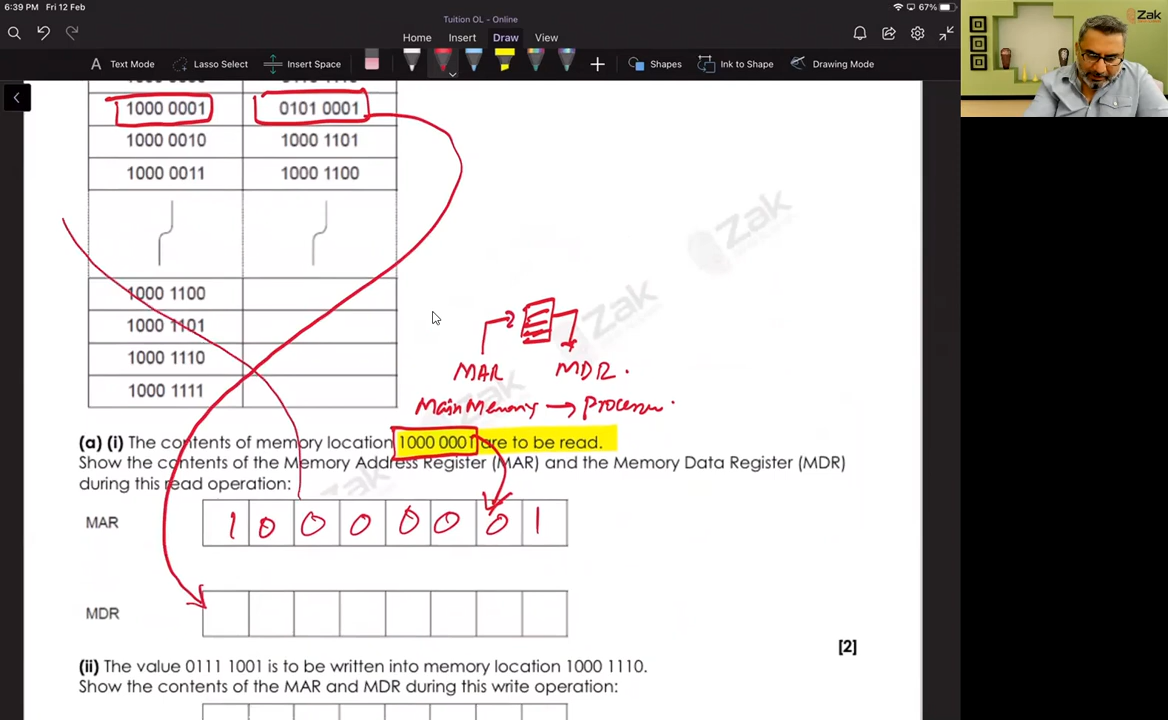 6:39 PM Fri 12 Feb
67%
Tuition OL - Online
Home Insert Draw View
Text Mode Lasso Select Insert Space Shapes Ink to Shape Drawing Mode
Zak
1000 0001 0101 0001
1000 0010 1000 1101
1000 0011 1000 1100
1000 1100
1000 1101
1000 1110
1000 1111
Zak
Zak
Zak
Zak
MAR MDR.
Main Memory → Processor.
(a) (i) The contents of memory location 1000 0001 are to be read.
Show the contents of the Memory Address Register (MAR) and the Memory Data Register (MDR)
during this read operation:
MAR 1 0 0 0 0 0 0 1
MDR
[2]
(ii) The value 0111 1001 is to be written into memory location 1000 1110.
Show the contents of the MAR and MDR during this write operation: